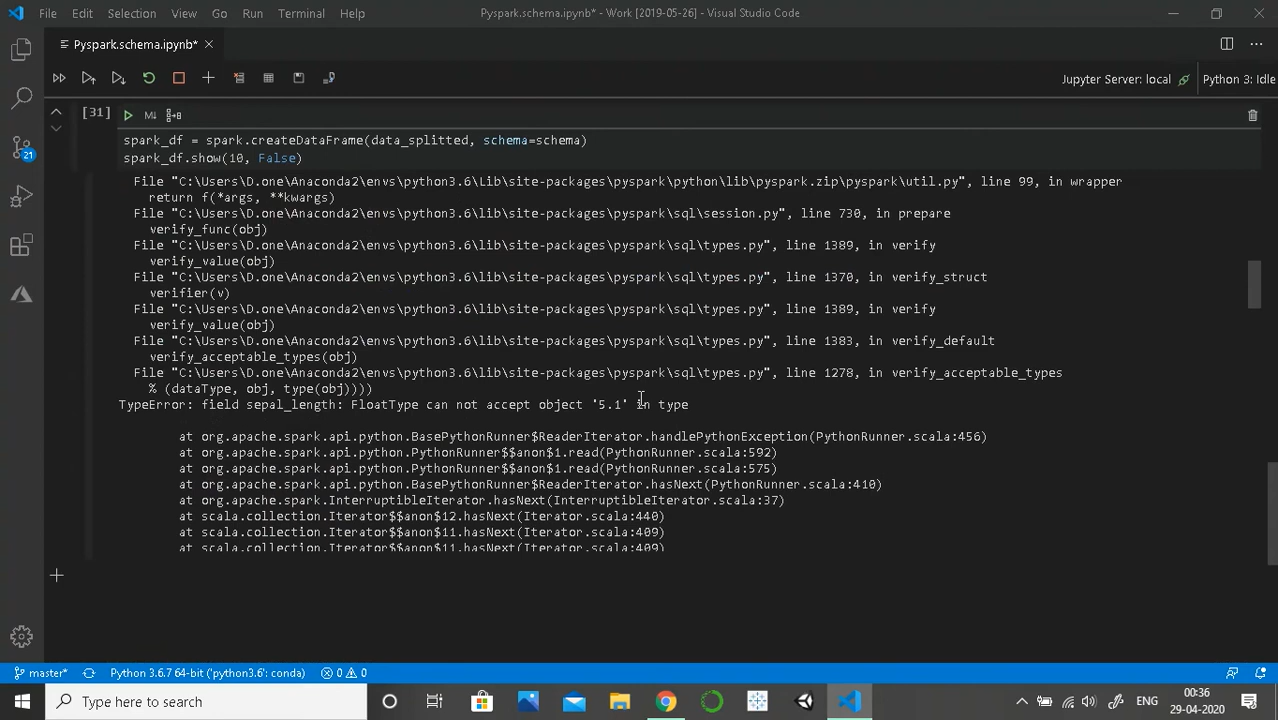 File Edit Selection View Go Run Terminal Help
Pyspark.schema.ipynb* - Work [2019-05-26] - Visual Studio Code
Pyspark.schema.ipynb*
Jupyter Server: local
Python 3: Idle
[31]
M↓
spark_df = spark.createDataFrame(data_splitted, schema=schema)
spark_df.show(10, False)
File "C:\Users\D.one\Anaconda2\envs\python3.6\Lib\site-packages\pyspark\python\lib\pyspark.zip\pyspark\util.py", line 99, in wrapper
return f(*args, **kwargs)
File "C:\Users\D.one\Anaconda2\envs\python3.6\lib\site-packages\pyspark\sql\session.py", line 730, in prepare
verify_func(obj)
File "C:\Users\D.one\Anaconda2\envs\python3.6\lib\site-packages\pyspark\sql\types.py", line 1389, in verify
verify_value(obj)
File "C:\Users\D.one\Anaconda2\envs\python3.6\lib\site-packages\pyspark\sql\types.py", line 1370, in verify_struct
verifier(v)
File "C:\Users\D.one\Anaconda2\envs\python3.6\lib\site-packages\pyspark\sql\types.py", line 1389, in verify
verify_value(obj)
File "C:\Users\D.one\Anaconda2\envs\python3.6\lib\site-packages\pyspark\sql\types.py", line 1383, in verify_default
verify_acceptable_types(obj)
File "C:\Users\D.one\Anaconda2\envs\python3.6\lib\site-packages\pyspark\sql\types.py", line 1278, in verify_acceptable_types
% (dataType, obj, type(obj))))
TypeError: field sepal_length: FloatType can not accept object '5.1' in type
at org.apache.spark.api.python.BasePythonRunner$ReaderIterator.handlePythonException(PythonRunner.scala:456)
at org.apache.spark.api.python.PythonRunner$$anon$1.read(PythonRunner.scala:592)
at org.apache.spark.api.python.PythonRunner$$anon$1.read(PythonRunner.scala:575)
at org.apache.spark.api.python.BasePythonRunner$ReaderIterator.hasNext(PythonRunner.scala:410)
at org.apache.spark.InterruptibleIterator.hasNext(InterruptibleIterator.scala:37)
at scala.collection.Iterator$$anon$12.hasNext(Iterator.scala:440)
at scala.collection.Iterator$$anon$11.hasNext(Iterator.scala:409)
at scala.collection.Iterator$$anon$11.hasNext(Iterator.scala:409)
21
master* Python 3.6.7 64-bit ('python3.6': conda) 0 0
Type here to search
ENG
00:36
29-04-2020